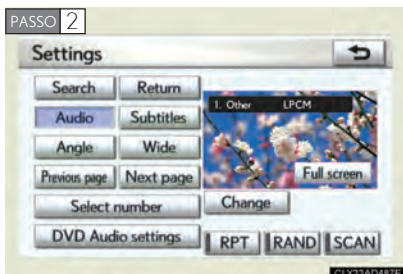 PASSO 2
Settings
Search Return
Audio Subtitles
Angle Wide
Previous page Next page
Select number
DVD Audio settings
1. Other LPCM
Full screen
Change
RPT RAND SCAN